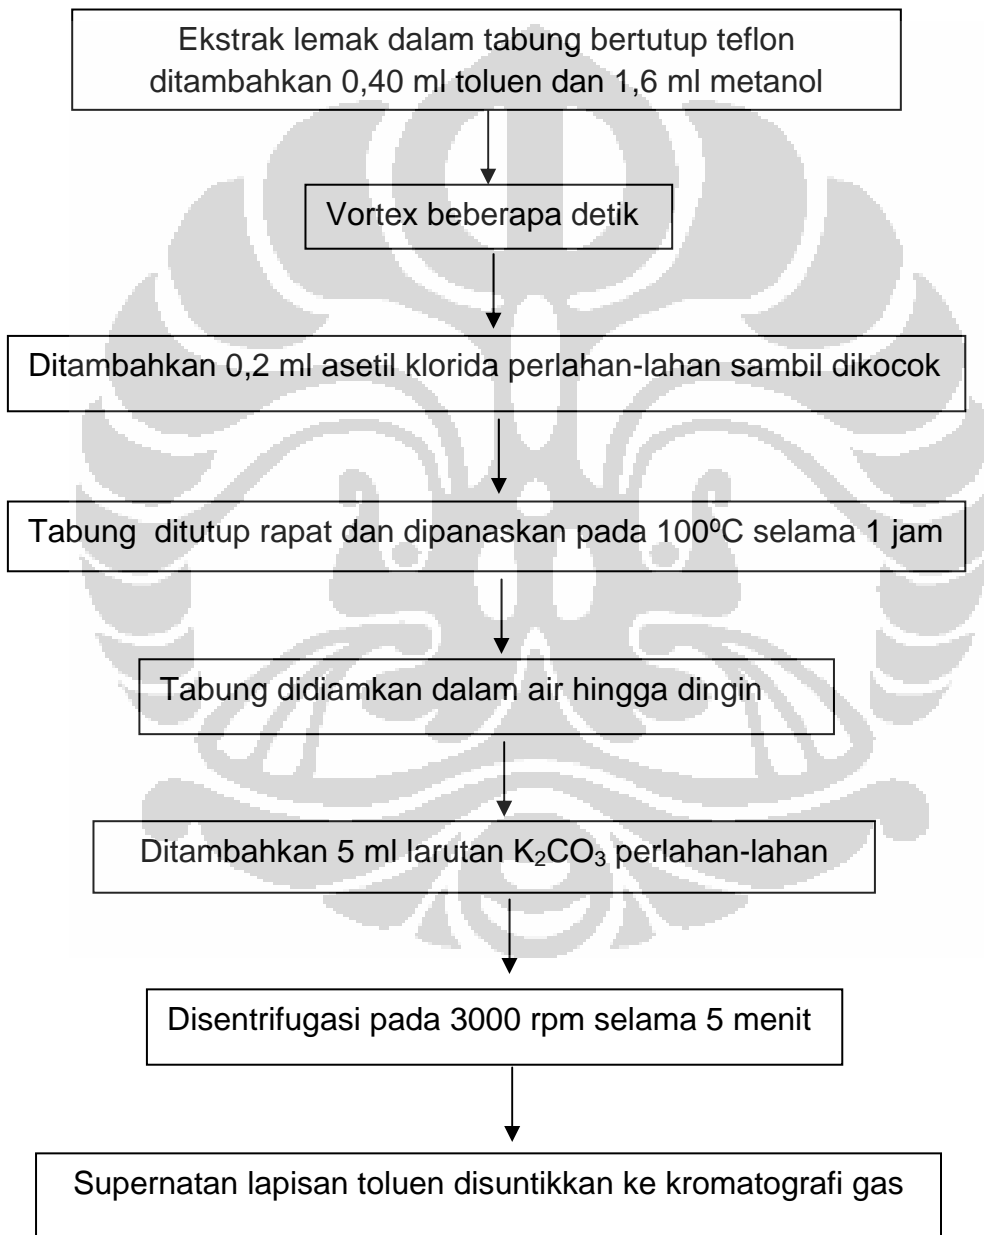 Ekstrak lemak dalam tabung bertutup teflon
ditambahkan 0,40 ml toluen dan 1,6 ml metanol
Vortex beberapa detik
Ditambahkan 0,2 ml asetil klorida perlahan-lahan sambil dikocok
Tabung ditutup rapat dan dipanaskan pada 100ºC selama 1 jam
Tabung didiamkan dalam air hingga dingin
Ditambahkan 5 ml larutan K₂CO₃ perlahan-lahan
Disentrifugasi pada 3000 rpm selama 5 menit
Supernatan lapisan toluen disuntikkan ke kromatografi gas